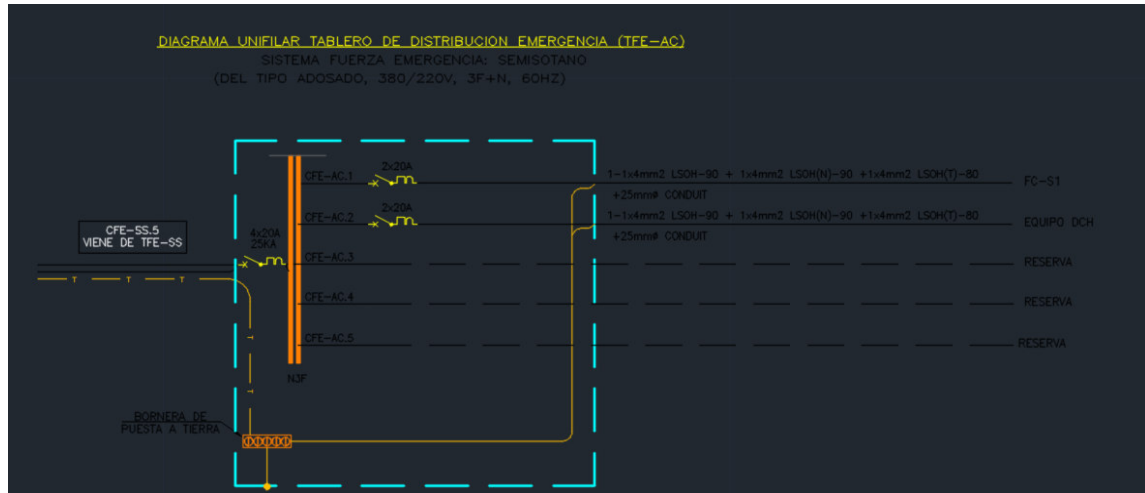 DIAGRAMA UNIFILAR TABLERO DE DISTRIBUCION EMERGENCIA (TFE-AC)
SISTEMA FUERZA EMERGENCIA: SEMISOTANO
(DEL TIPO ADOSADO, 380/220V, 3F+N, 60HZ)
CFE-SS.5
VIENE DE TFE-SS
4x20A
25KA
CFE-AC.1
2x20A
1-1x4mm2 LSOH-90 + 1x4mm2 LSOH(N)-90 +1x4mm2 LSOH(T)-80
+25mmø CONDUIT
FC-S1
CFE-AC.2
2x20A
1-1x4mm2 LSOH-90 + 1x4mm2 LSOH(N)-90 +1x4mm2 LSOH(T)-80
+25mmø CONDUIT
EQUIPO DCH
CFE-AC.3
RESERVA
CFE-AC.4
RESERVA
CFE-AC.5
RESERVA
T T T
T
T
N3F
BORNERA DE
PUESTA A TIERRA